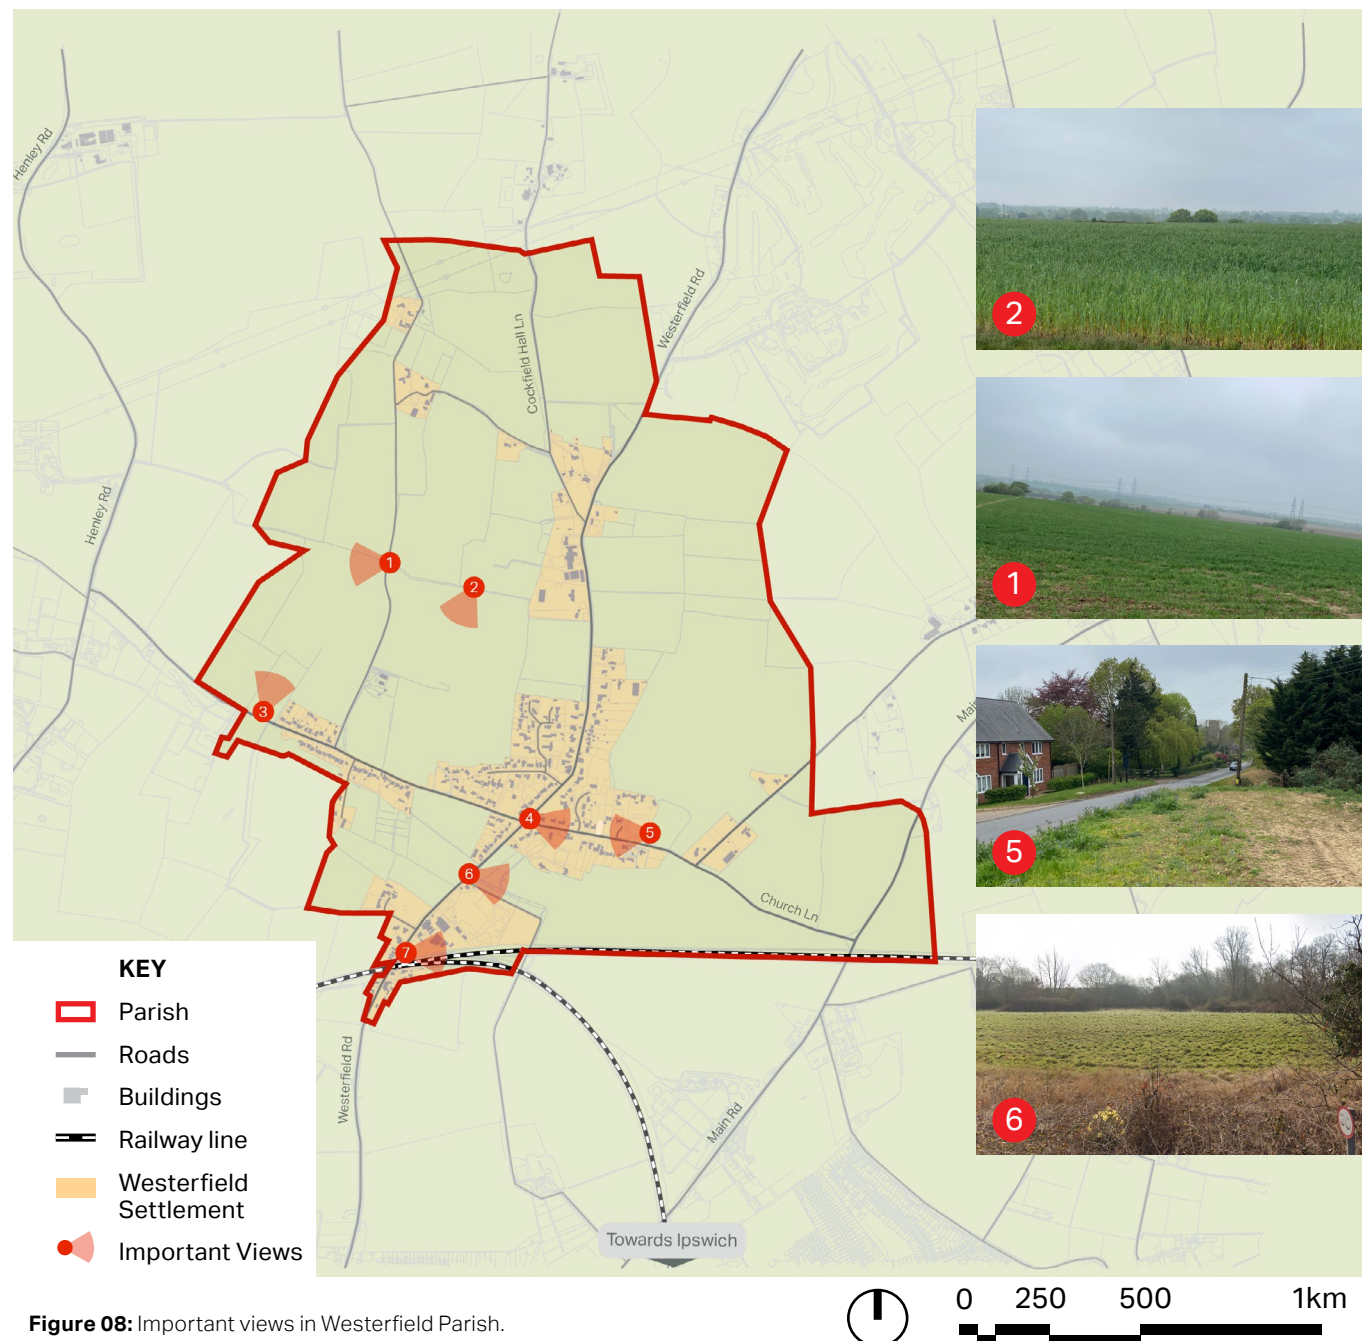 Henley Rd
Cockfield Hall Ln
Westerfield Rd
2
Henley Rd
1
1
2
3
Main
5
4
5
6
Church Ln
7
6
KEY
Parish
Roads
Buildings
Railway line
Westerfield
Settlement
Important Views
Westerfield Rd
Main Rd
Towards Ipswich
0 250 500 1km
Figure 08: Important views in Westerfield Parish.